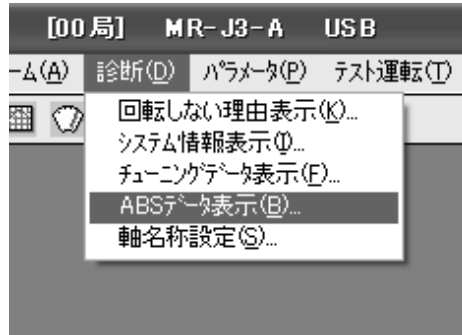 [00局] MR-J3-A USB
ーム(A) 診断(D) パラメータ(P) テスト運転(T)
回転しない理由表示(K)...
システム情報表示(I)...
チューニングデータ表示(F)...
ABSデータ表示(B)...
軸名称設定(S)...